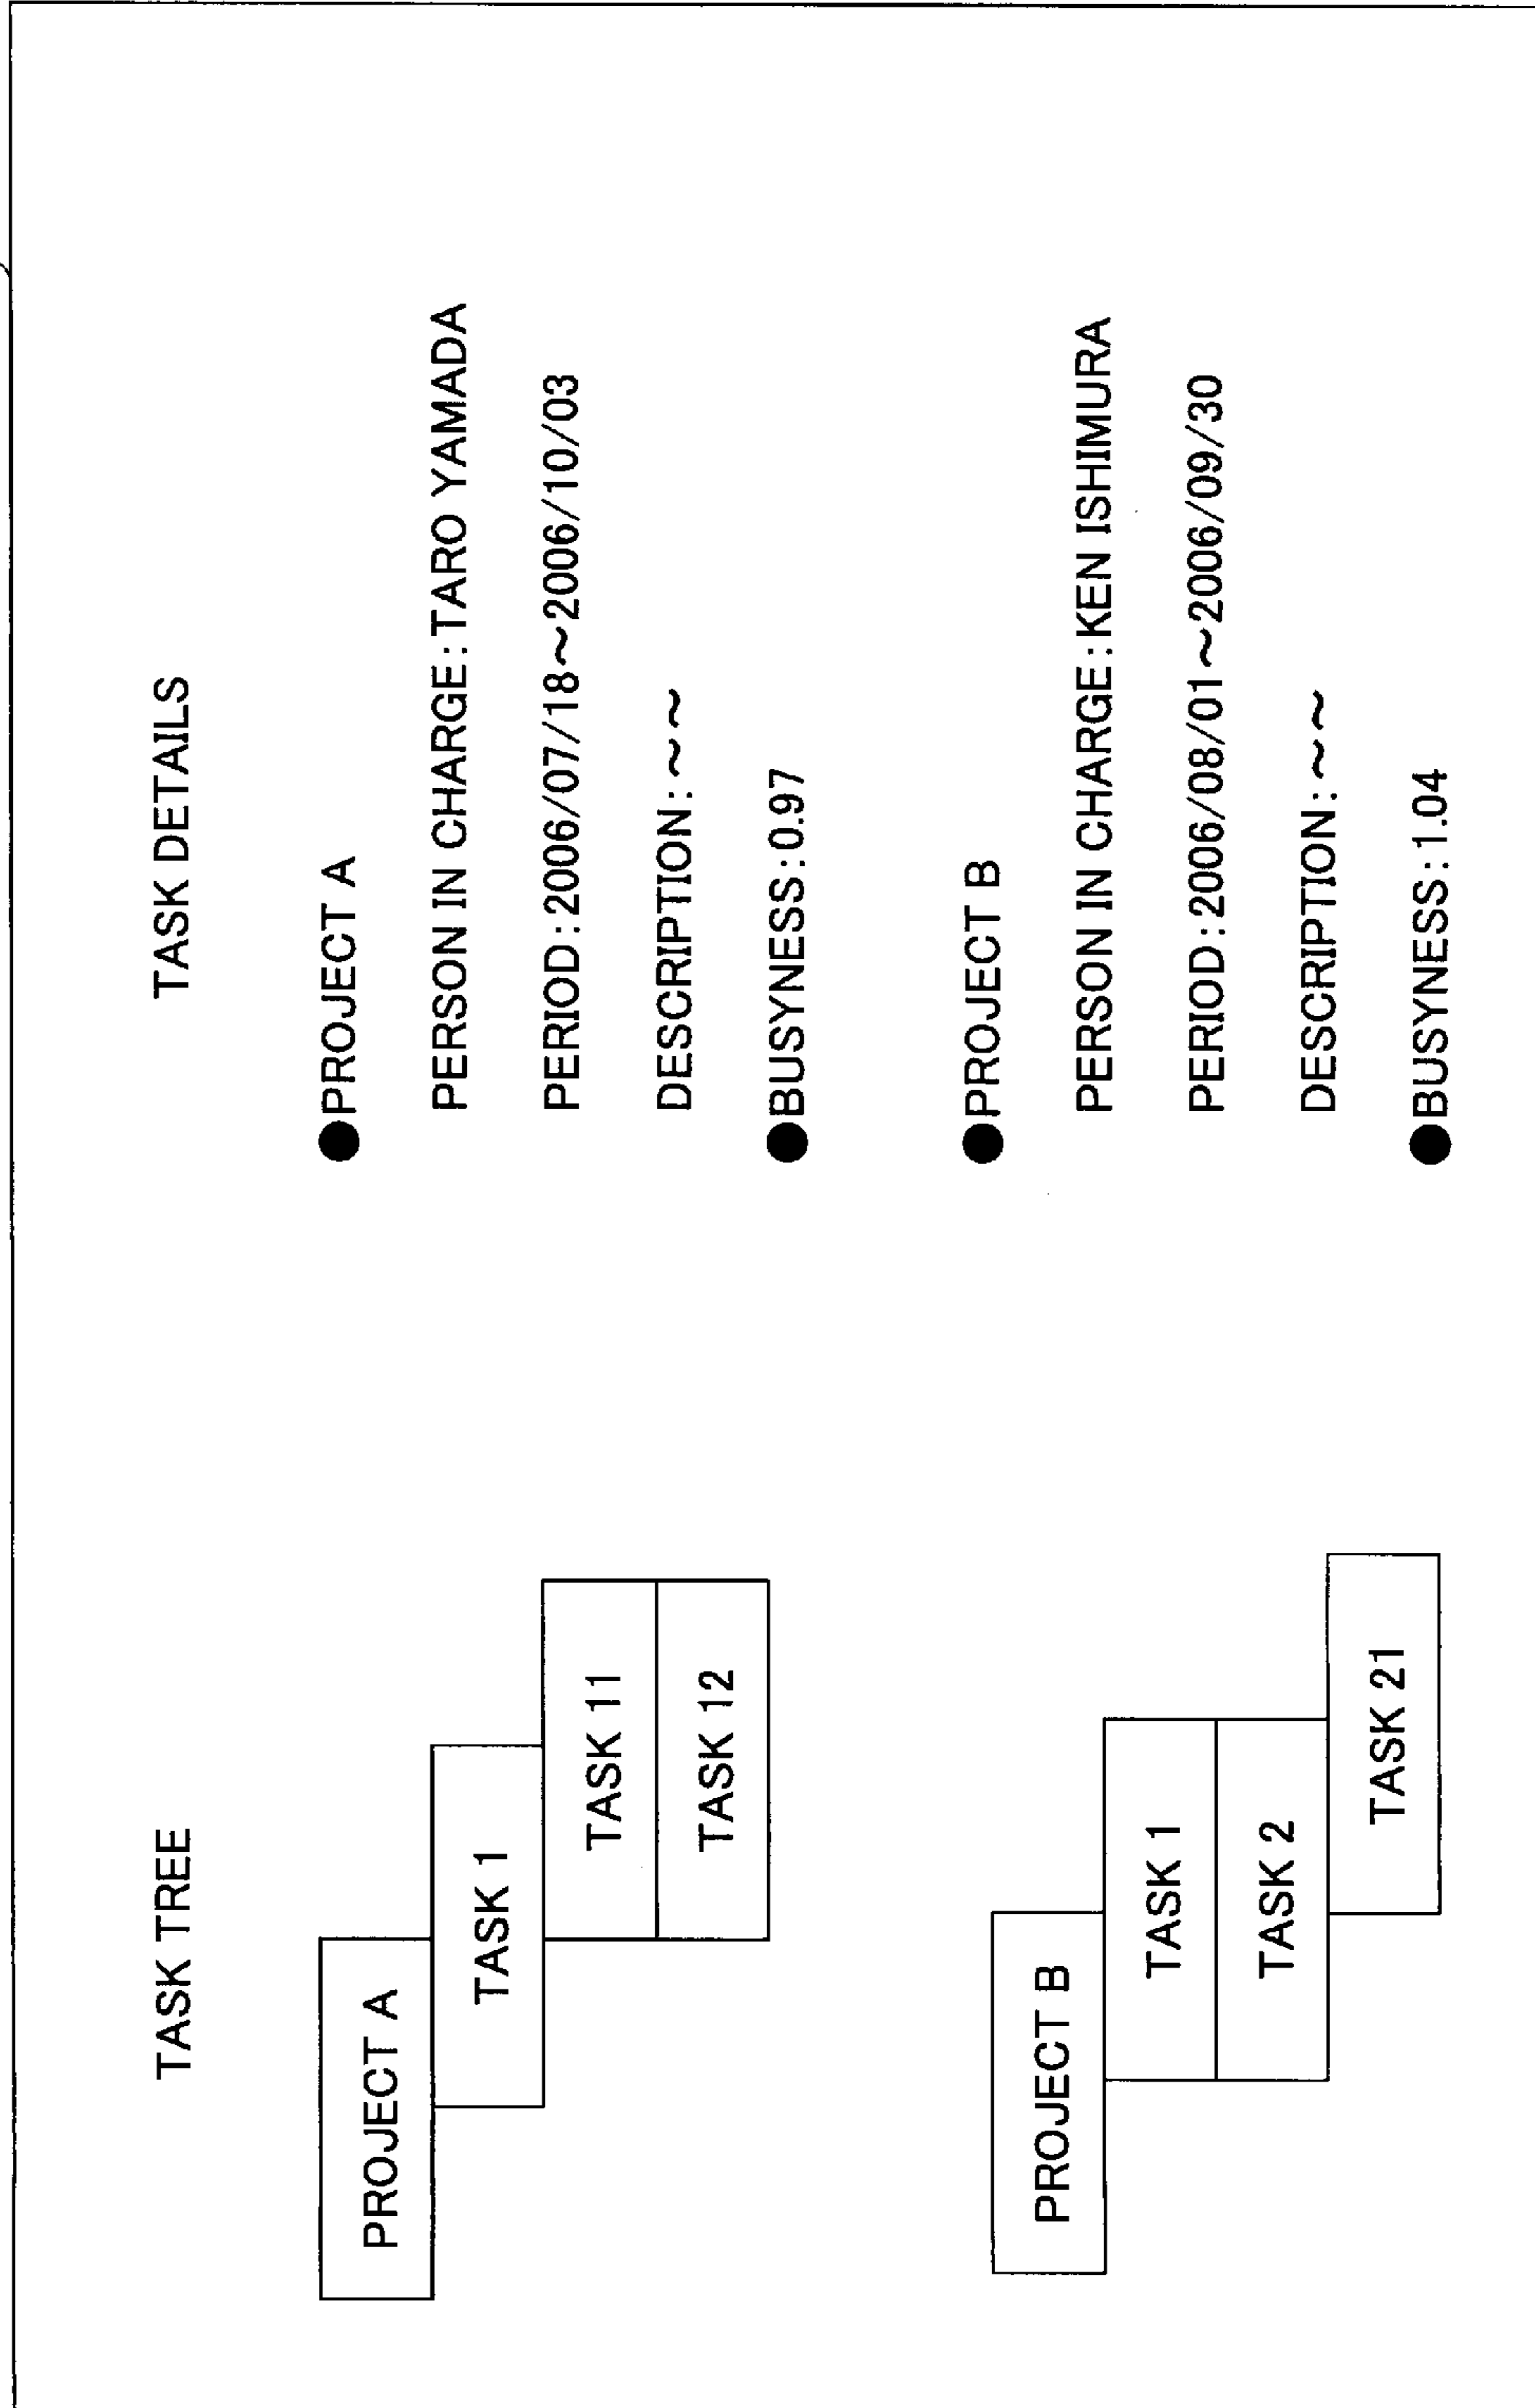 TASK TREE
PROJECT A
TASK 1
TASK 11
TASK 12
PROJECT B
TASK 1
TASK 2
TASK 21
TASK DETAILS
●PROJECT A
PERSON IN CHARGE:TARO YAMADA
PERIOD:2006/07/18~2006/10/03
DESCRIPTION:~~
●BUSYNESS:0.97
●PROJECT B
PERSON IN CHARGE:KEN ISHIMURA
PERIOD:2006/08/01~2006/09/30
DESCRIPTION:~~
●BUSYNESS:1.04